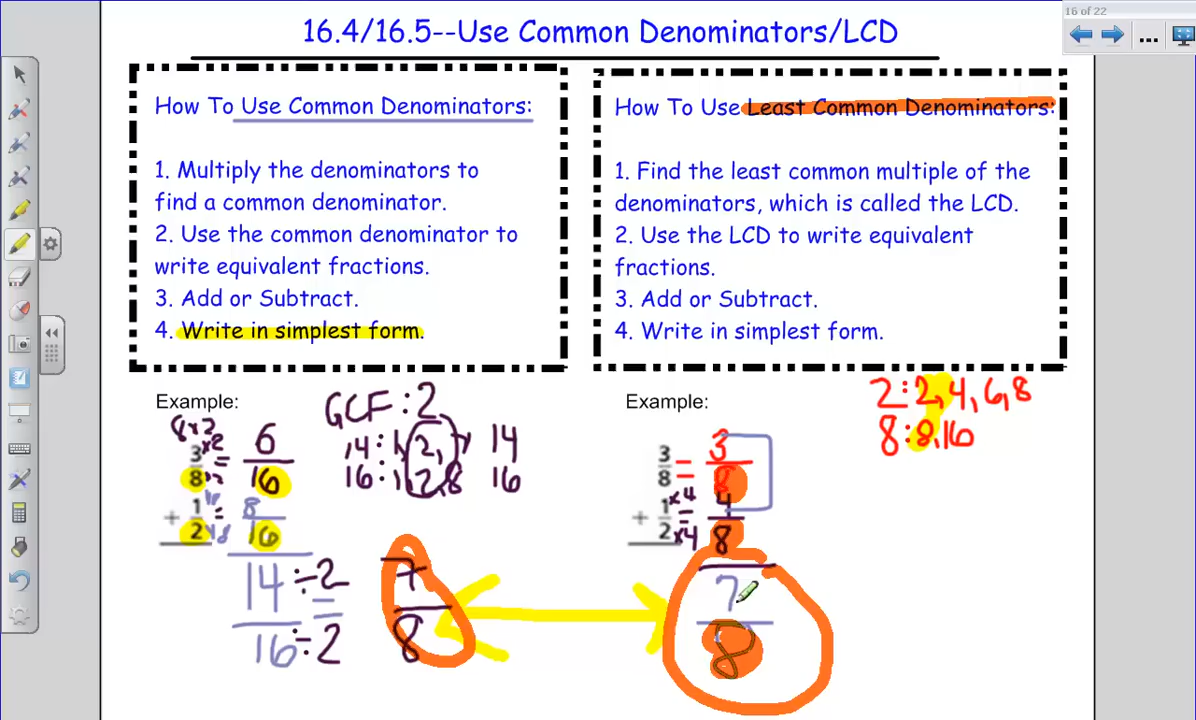 16 of 22
16.4/16.5--Use Common Denominators/LCD
How To Use Common Denominators:
1. Multiply the denominators to
find a common denominator.
2. Use the common denominator to
write equivalent fractions.
3. Add or Subtract.
4. Write in simplest form.
How To Use Least Common Denominators:
1. Find the least common multiple of the
denominators, which is called the LCD.
2. Use the LCD to write equivalent
fractions.
3. Add or Subtract.
4. Write in simplest form.
Example:
8x2
3 x2 = 6
8 16
+ 1 = 8
2 x8 16
14 ÷2
=
16 ÷2
7
8
GCF:2
14:1, 2, 7, 14
16:1, 2, 8 16
Example:
2:2,4,6,8
8:8,16
3 = 3
8 8
+ 1 x4 = 4
2 x4 8
7
8